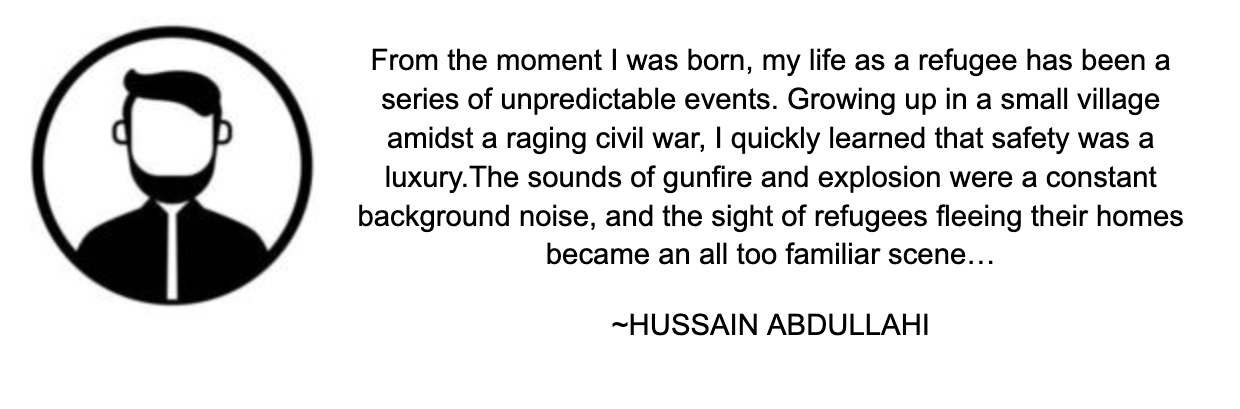 From the moment I was born, my life as a refugee has been a
series of unpredictable events. Growing up in a small village
amidst a raging civil war, I quickly learned that safety was a
luxury.The sounds of gunfire and explosion were a constant
background noise, and the sight of refugees fleeing their homes
became an all too familiar scene…
~HUSSAIN ABDULLAHI